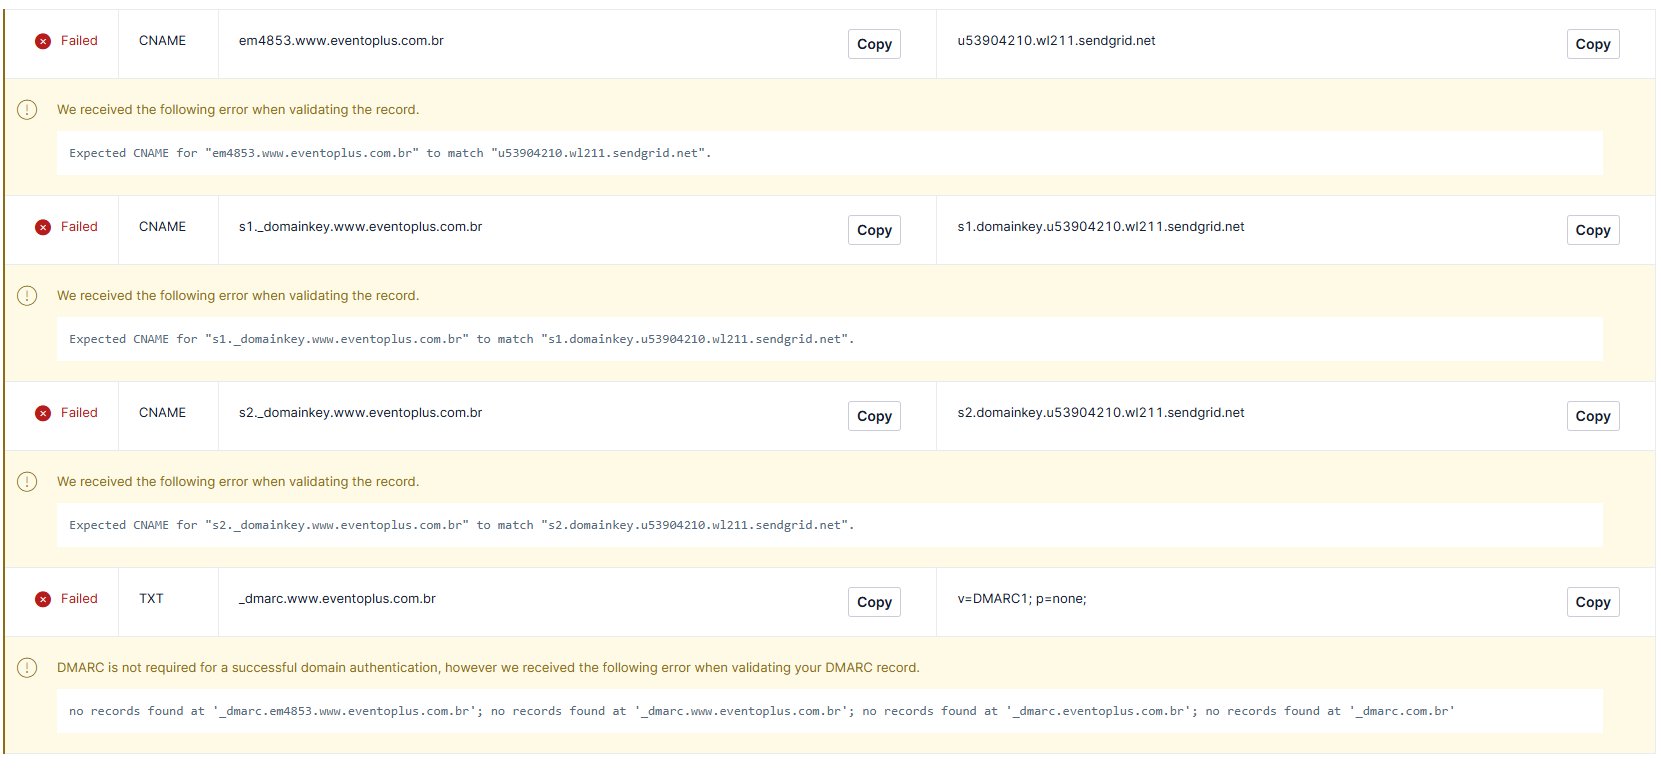 Failed CNAME em4853.www.eventoplus.com.br Copy u53904210.wl211.sendgrid.net Copy
We received the following error when validating the record.
Expected CNAME for "em4853.www.eventoplus.com.br" to match "u53904210.wl211.sendgrid.net".
Failed CNAME s1._domainkey.www.eventoplus.com.br Copy s1.domainkey.u53904210.wl211.sendgrid.net Copy
We received the following error when validating the record.
Expected CNAME for "s1._domainkey.www.eventoplus.com.br" to match "s1.domainkey.u53904210.wl211.sendgrid.net".
Failed CNAME s2._domainkey.www.eventoplus.com.br Copy s2.domainkey.u53904210.wl211.sendgrid.net Copy
We received the following error when validating the record.
Expected CNAME for "s2._domainkey.www.eventoplus.com.br" to match "s2.domainkey.u53904210.wl211.sendgrid.net".
Failed TXT _dmarc.www.eventoplus.com.br Copy v=DMARC1; p=none; Copy
DMARC is not required for a successful domain authentication, however we received the following error when validating your DMARC record.
no records found at '_dmarc.em4853.www.eventoplus.com.br'; no records found at '_dmarc.www.eventoplus.com.br'; no records found at '_dmarc.eventoplus.com.br'; no records found at '_dmarc.com.br'